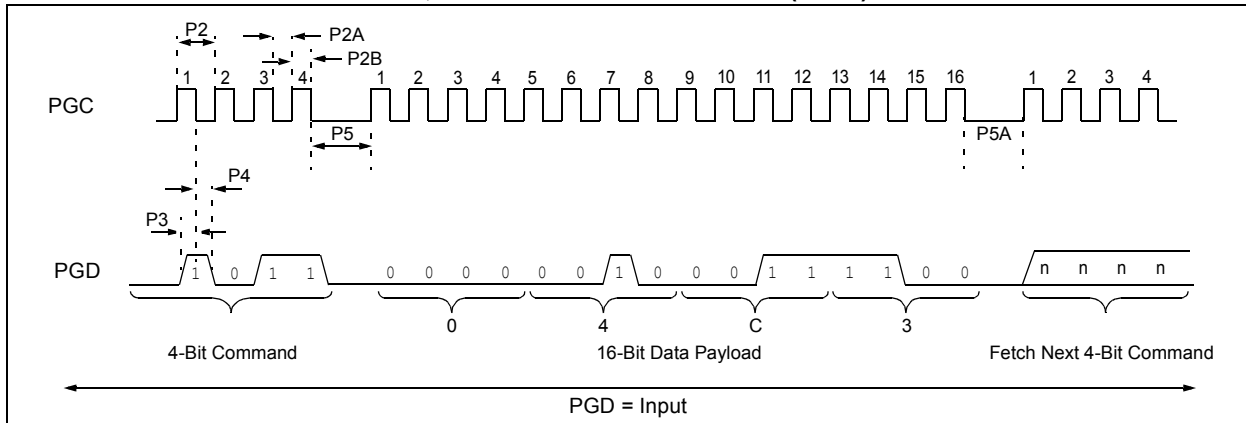 P2
P2A
P2B
1 2 3 4 1 2 3 4 5 6 7 8 9 10 11 12 13 14 15 16 1 2 3 4
PGC
P5
P5A
P4
P3
PGD
1 0 1 1 0 0 0 0 0 0 1 0 0 0 1 1 1 1 0 0 n n n n
0 4 C 3
4-Bit Command
16-Bit Data Payload
Fetch Next 4-Bit Command
PGD = Input